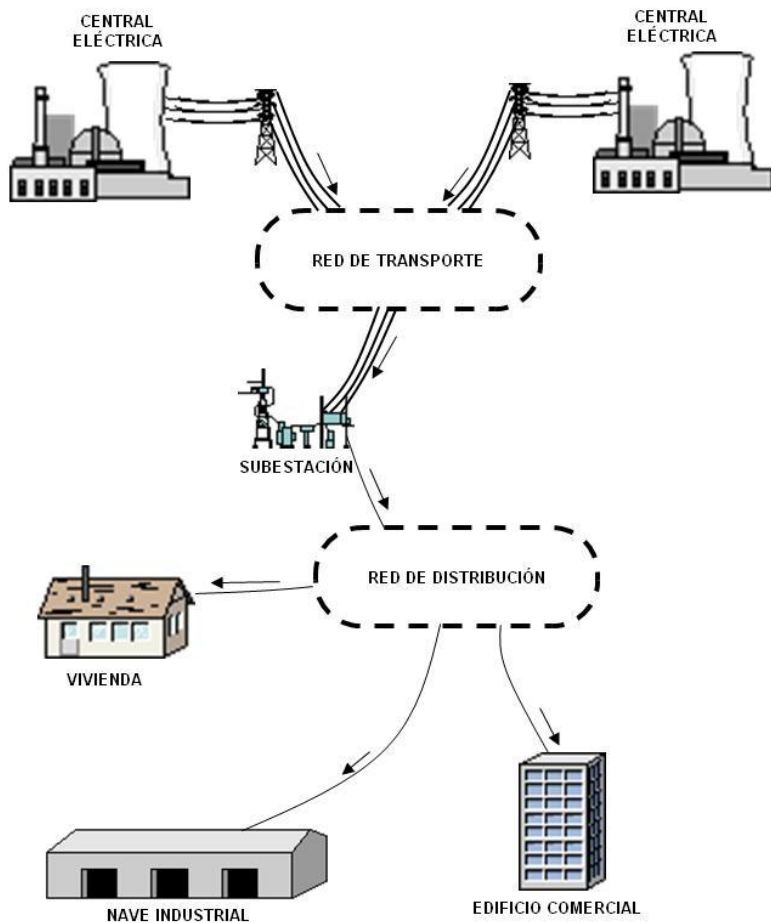 CENTRAL
ELÉCTRICA
CENTRAL
ELÉCTRICA
RED DE TRANSPORTE
SUBESTACIÓN
RED DE DISTRIBUCIÓN
VIVIENDA
NAVE INDUSTRIAL
EDIFICIO COMERCIAL